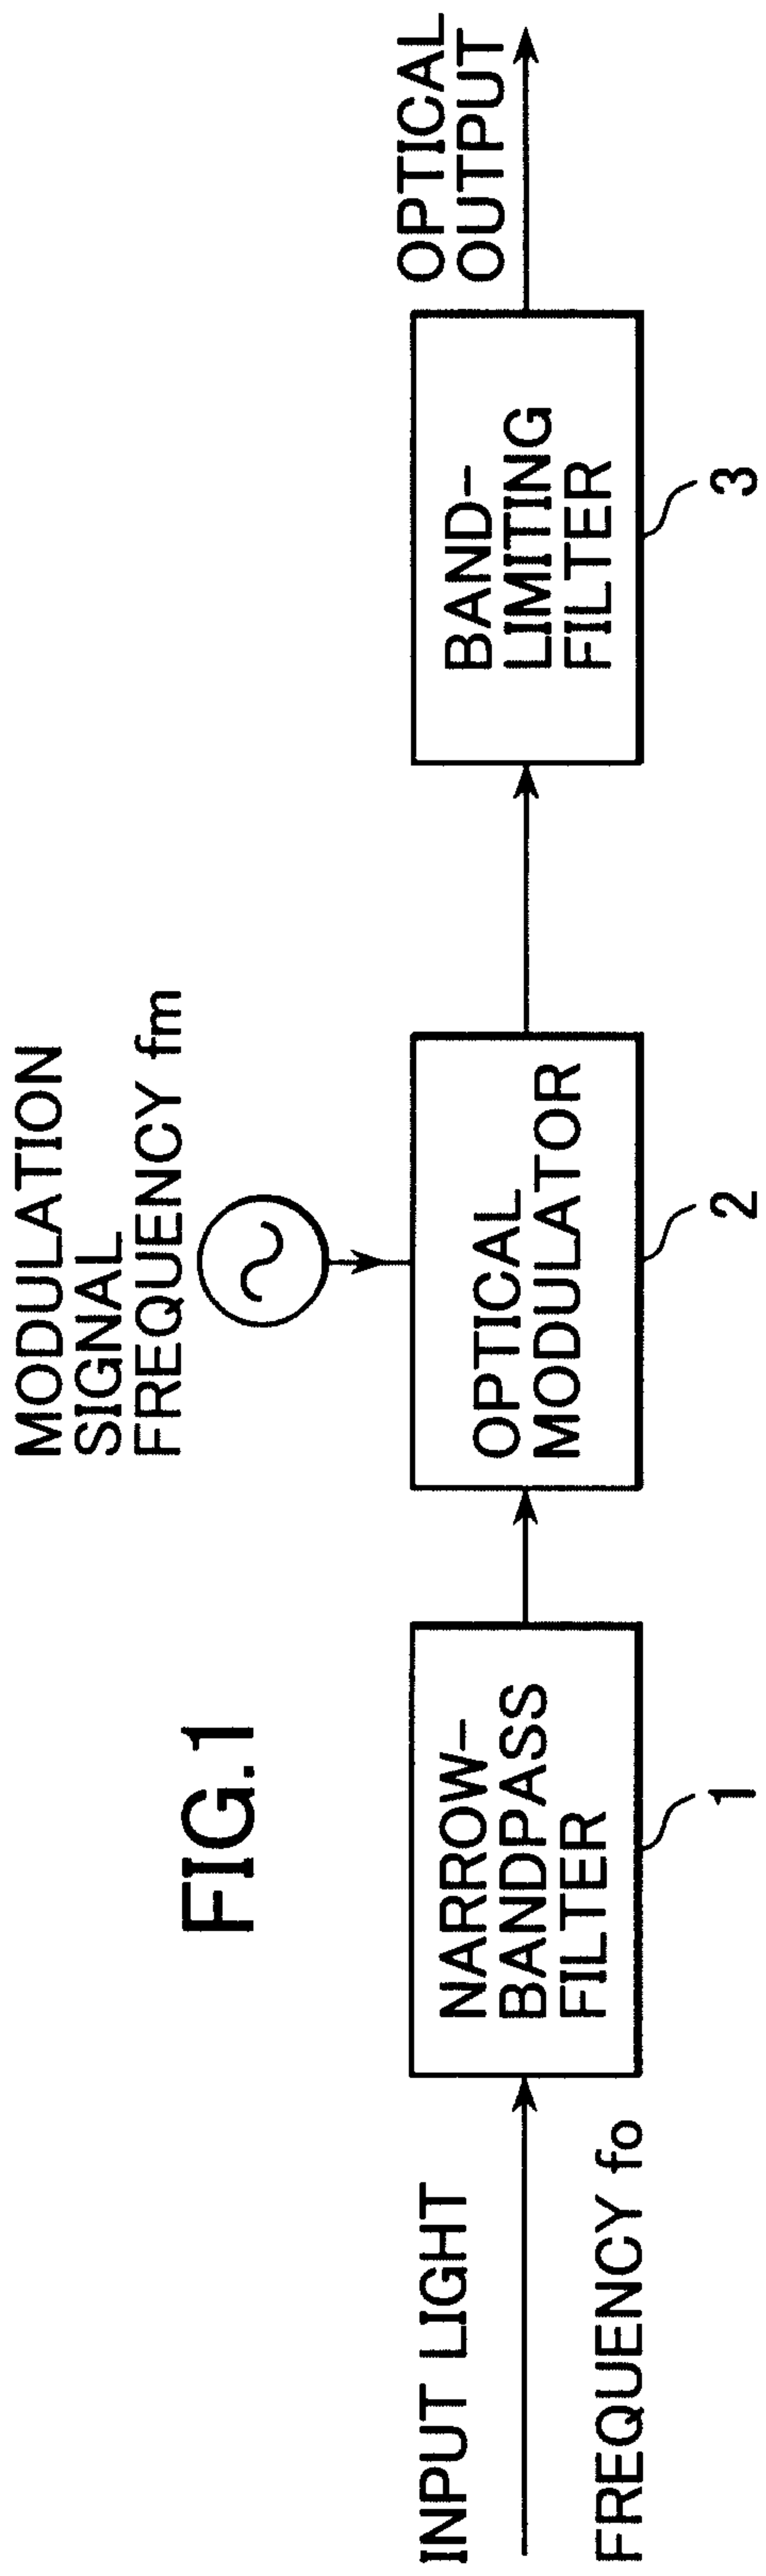 FIG.1
MODULATION
SIGNAL
FREQUENCY fm
INPUT LIGHT
FREQUENCY fo
NARROW-
BANDPASS
FILTER
1
OPTICAL
MODULATOR
2
BAND-
LIMITING
FILTER
3
OPTICAL
OUTPUT